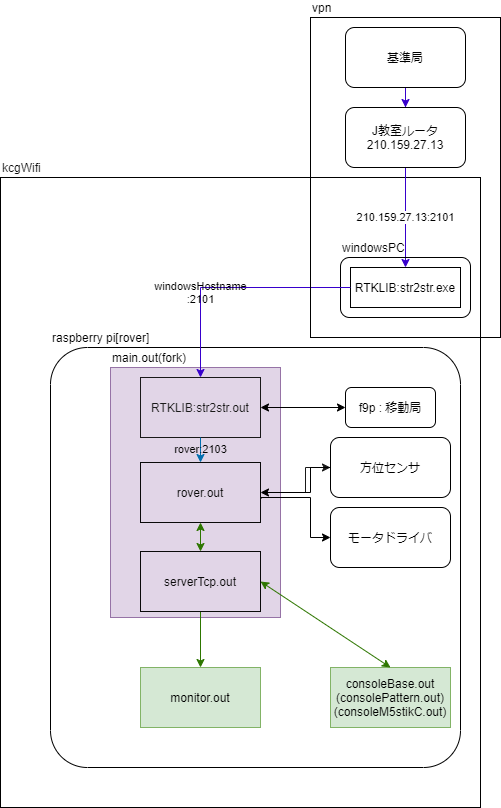 vpn
基準局
J教室ルータ
210.159.27.13
kcgWifi
210.159.27.13:2101
windowsPC
RTKLIB:str2str.exe
windowsHostname
:2101
raspberry pi[rover]
main.out(fork)
RTKLIB:str2str.out
f9p : 移動局
rover:2103
方位センサ
rover.out
モータドライバ
serverTcp.out
monitor.out
consoleBase.out
(consolePattern.out)
(consoleM5stikC.out)